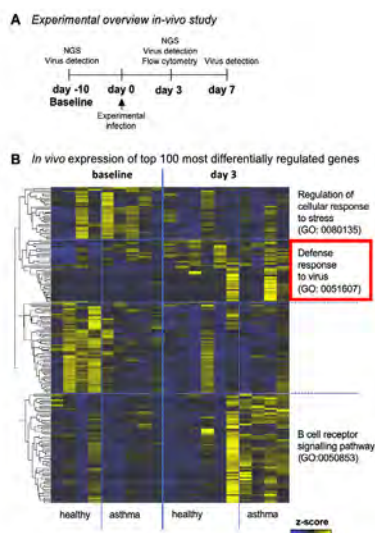 A Experimental overview in-vivo study
NGS
Virus detection
NGS
Virus detection
Flow cytometry
Virus detection
day -10
Baseline
day 0
day 3
day 7
Experimental
infection
B In vivo expression of top 100 most differentially regulated genes
baseline
day 3
Regulation of
cellular response
to stress
(GO: 0080135)
Defense
response
to virus
(GO: 0051607)
B cell receptor
signalling pathway
(GO:0050853)
healthy
asthma
healthy
asthma
z-score